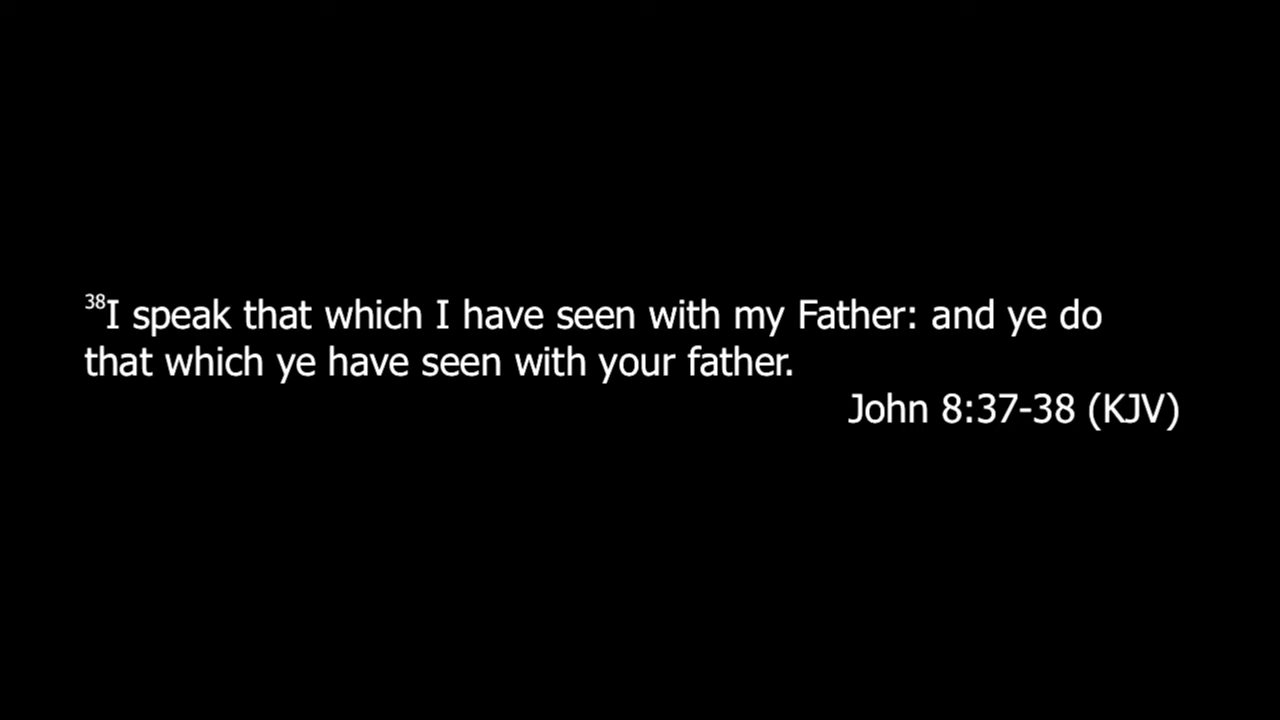 38I speak that which I have seen with my Father: and ye do
that which ye have seen with your father.
John 8:37-38 (KJV)